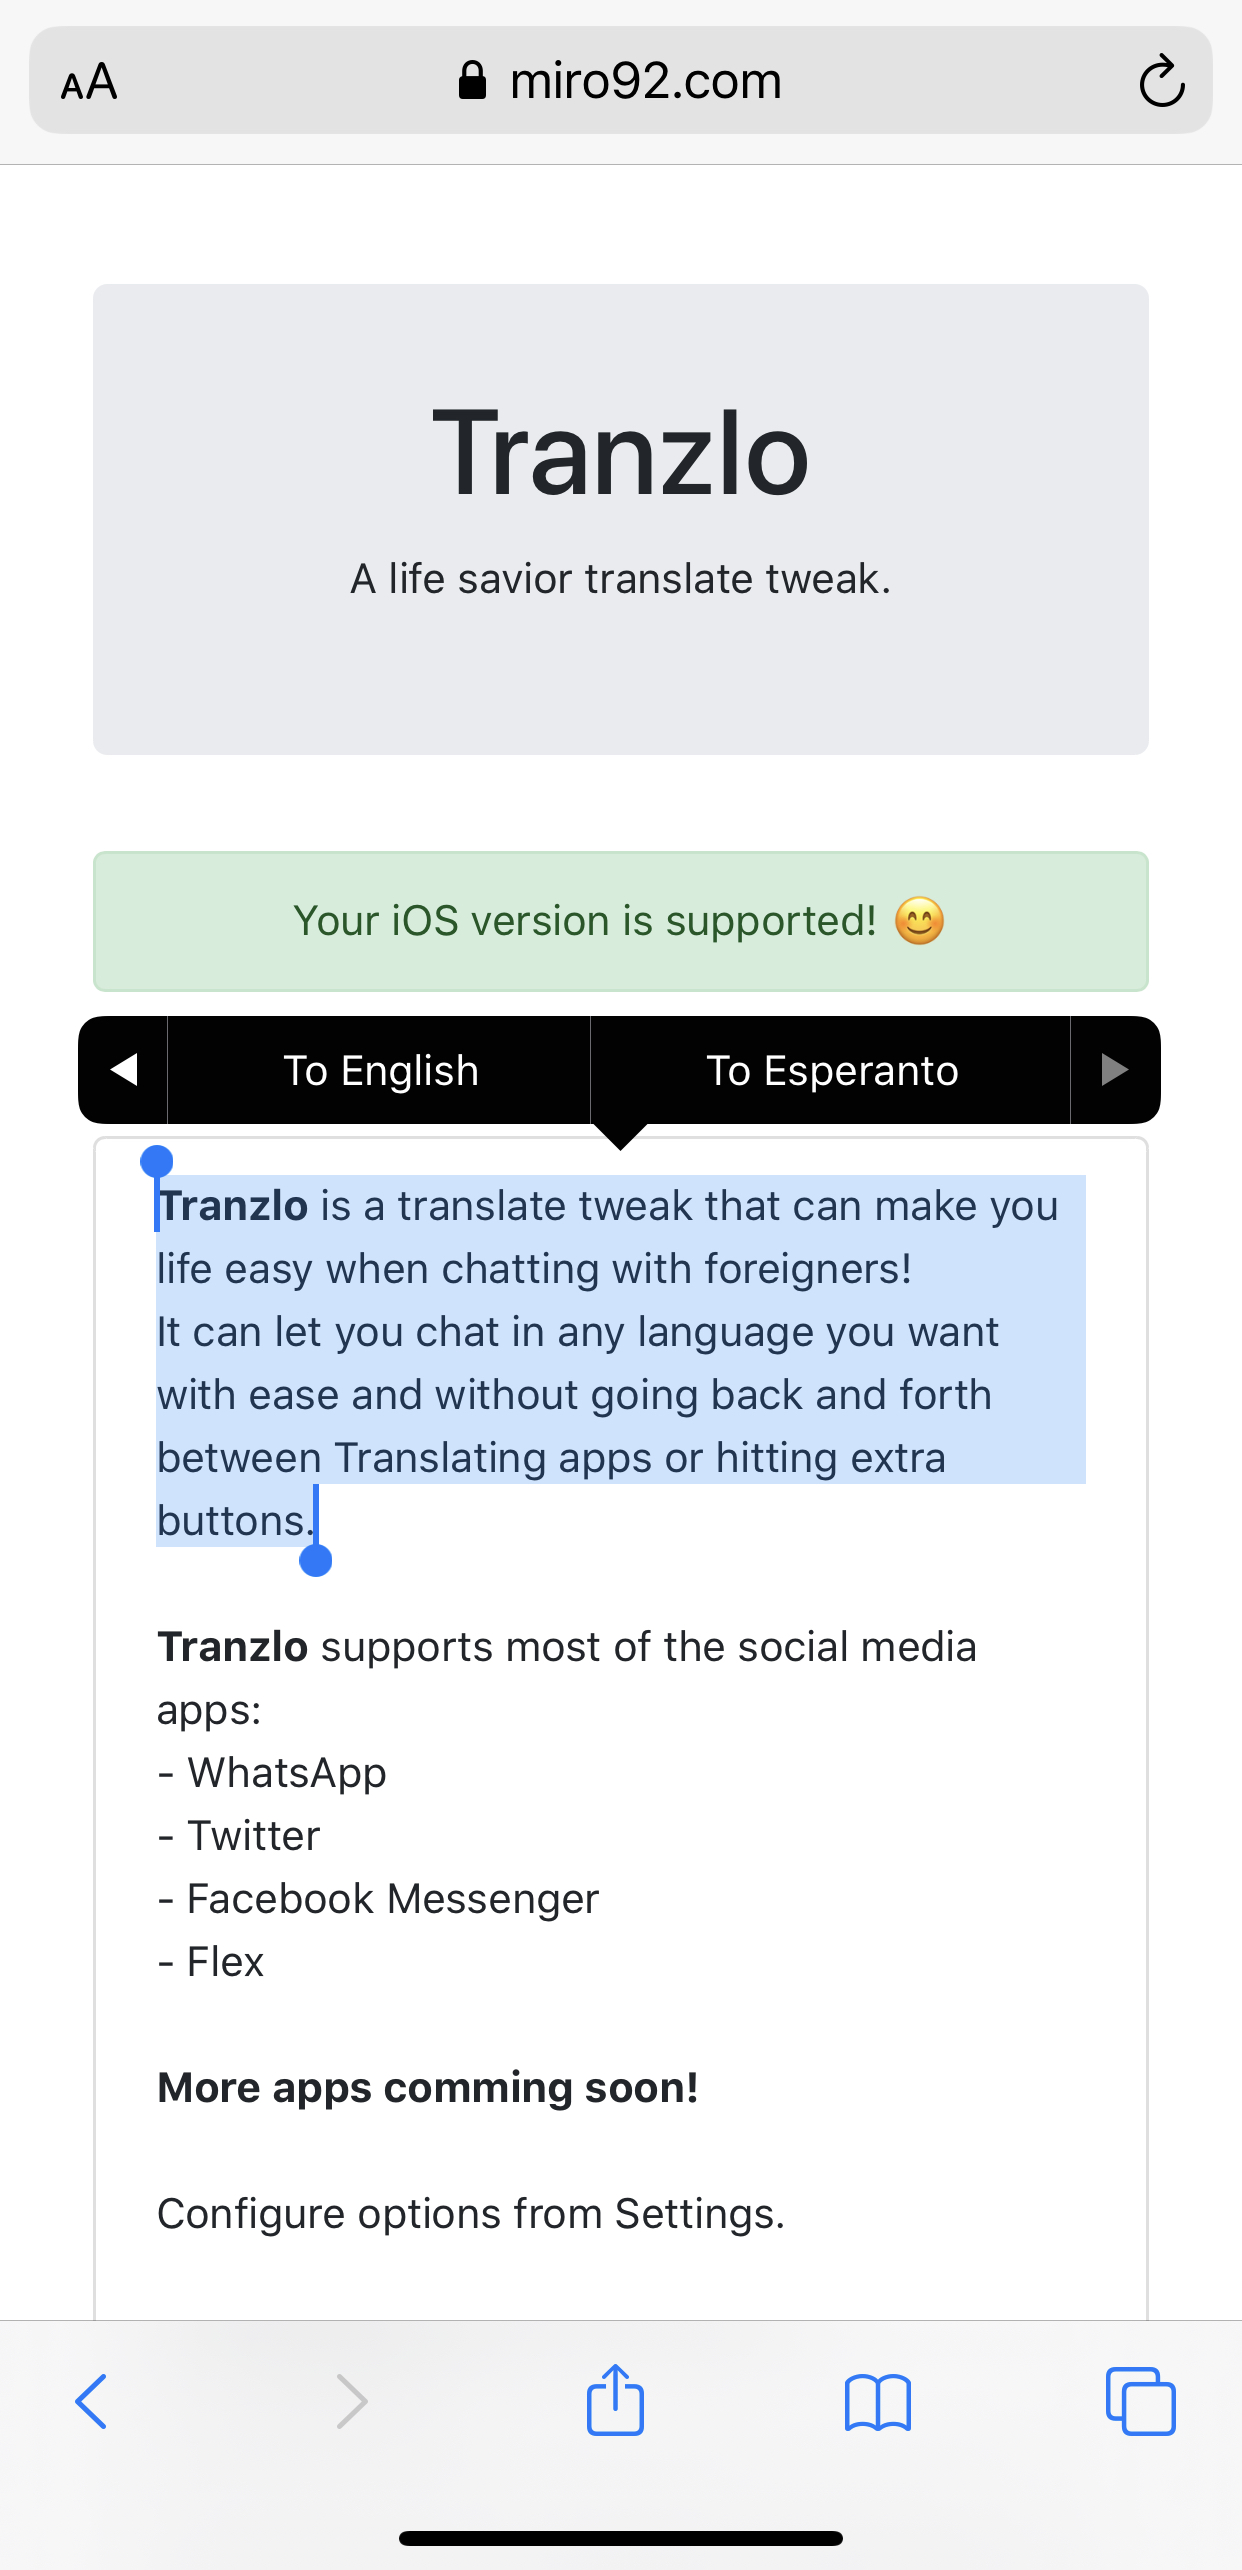 AA
miro92.com
Tranzlo
A life savior translate tweak.
Your iOS version is supported! 😊
To English
To Esperanto
Tranzlo is a translate tweak that can make you
life easy when chatting with foreigners!
It can let you chat in any language you want
with ease and without going back and forth
between Translating apps or hitting extra
buttons.
Tranzlo supports most of the social media
apps:
- WhatsApp
- Twitter
- Facebook Messenger
- Flex
More apps comming soon!
Configure options from Settings.